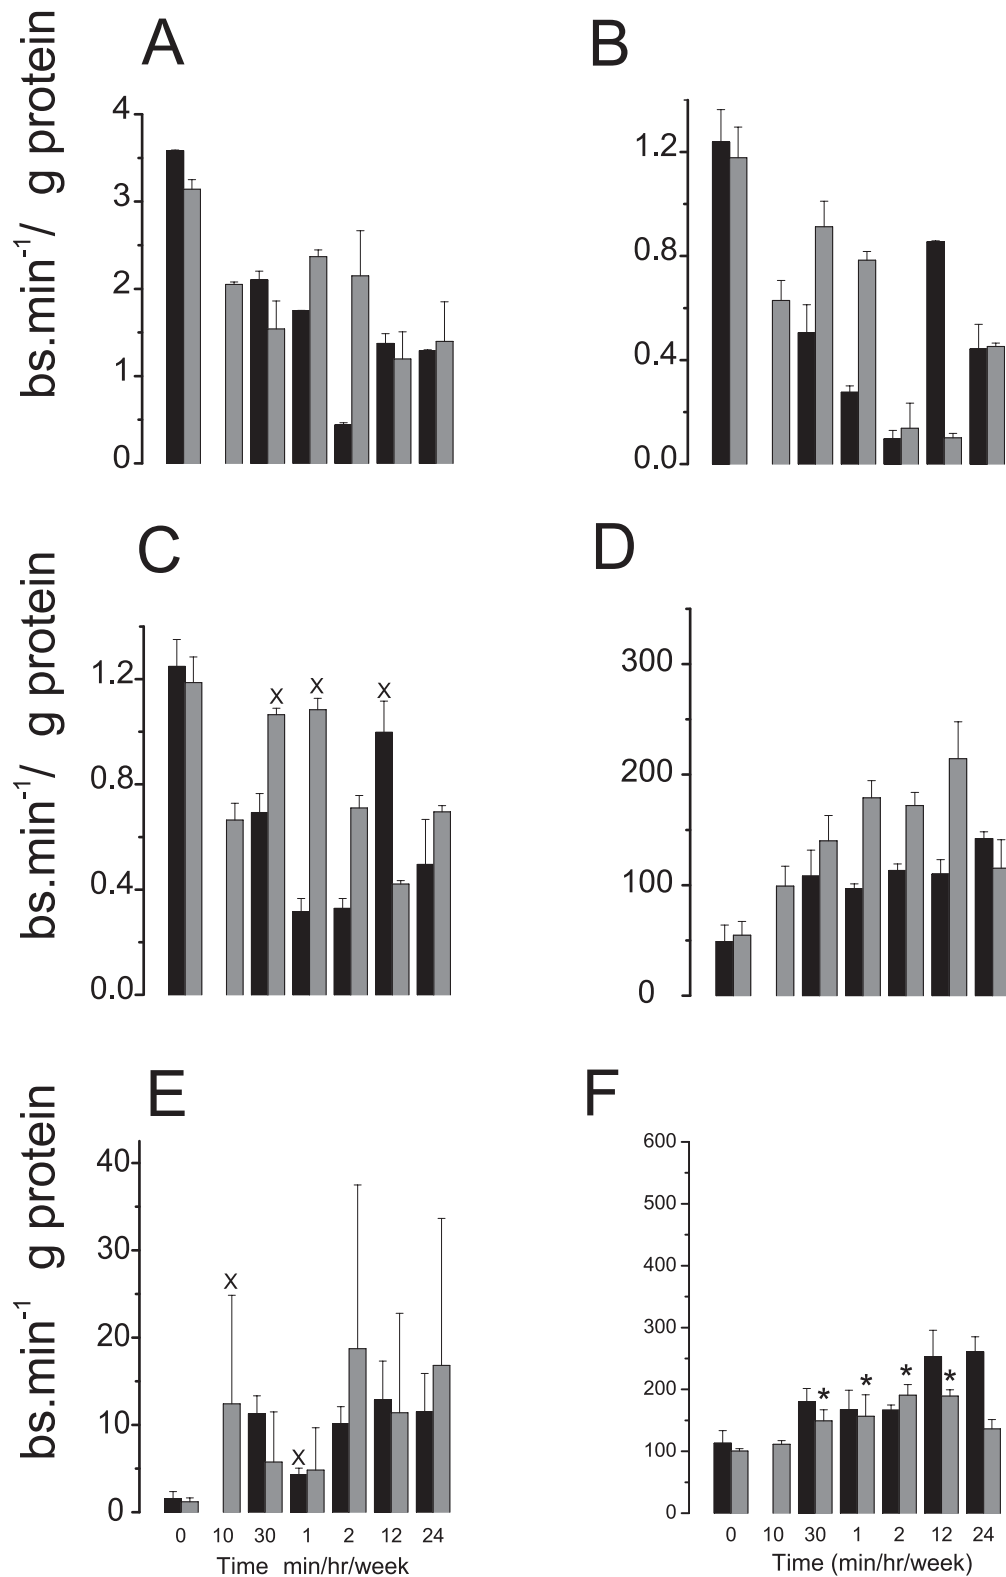 A
B
bs.min-1/ g protein
4
3
2
1
0
1.2
0.8
0.4
0.0
C
D
bs.min-1/ g protein
1.2
0.8
0.4
0.0
X
X
X
300
200
100
0
E
F
bs.min-1 g protein
40
30
20
10
0
X
X
600
500
400
300
200
100
0
*
*
*
*
0 10 30 1 2 12 24
Time min/hr/week
0 10 30 1 2 12 24
Time (min/hr/week)